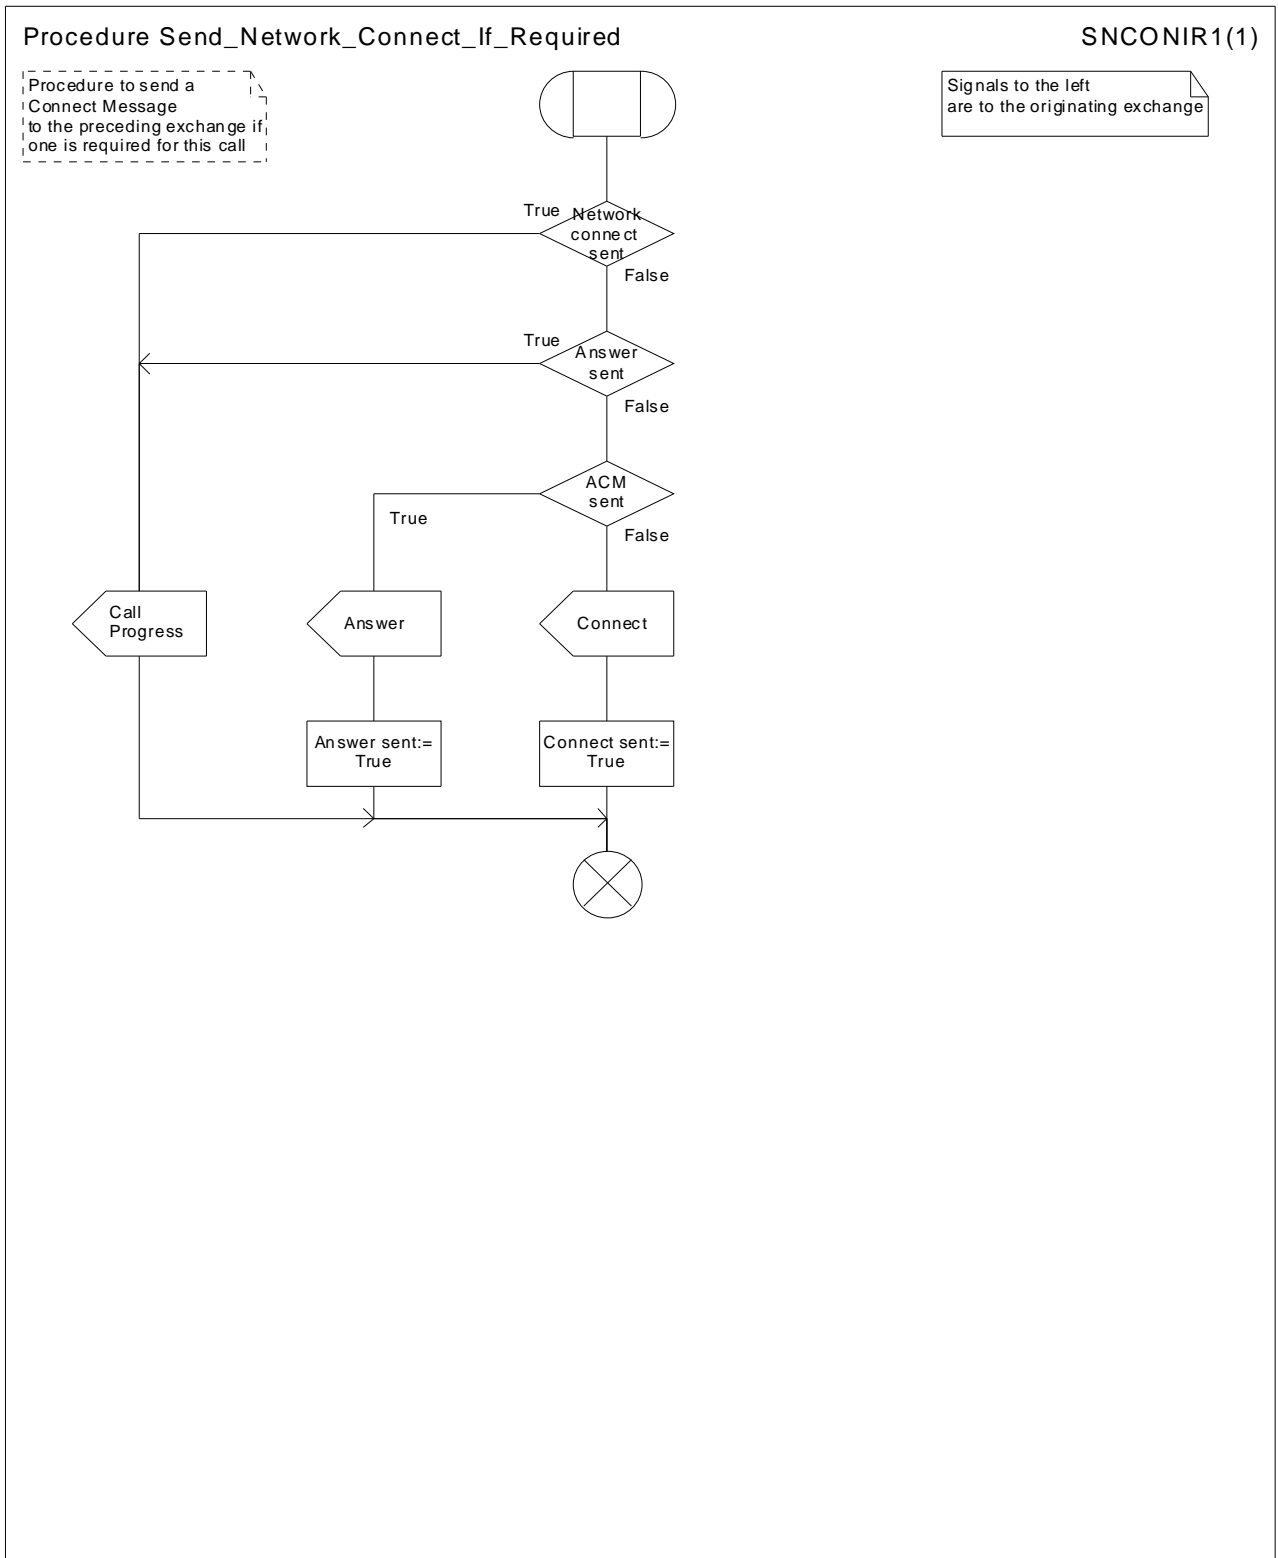 Procedure Send_Network_Connect_If_Required
SNCONIR1(1)
Procedure to send a
Connect Message
to the preceding exchange if
one is required for this call
Signals to the left
are to the originating exchange
True
Network
connect
sent
False
True
Answer
sent
False
ACM
sent
True
False
Call
Progress
Answer
Connect
Answer sent:=
True
Connect sent:=
True